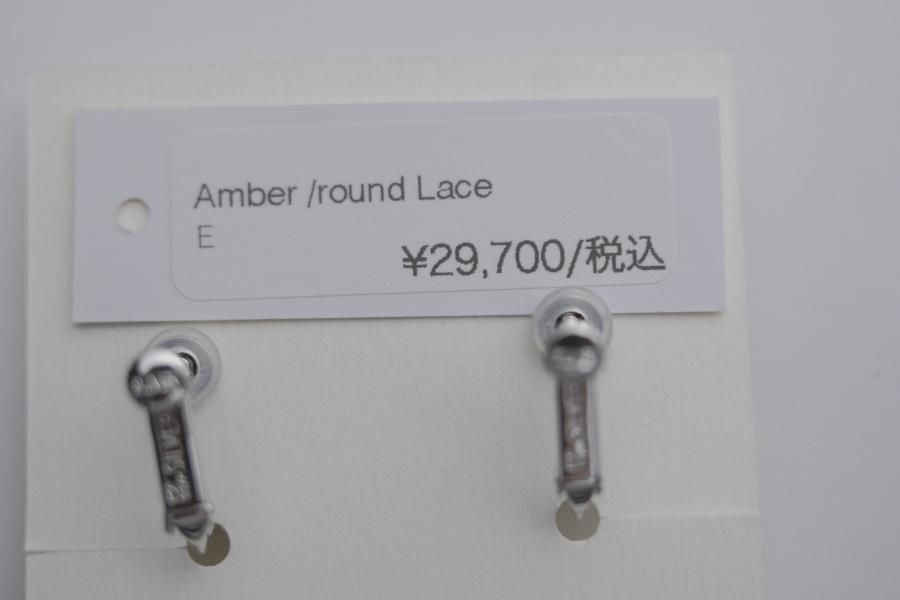 Amber /round Lace
E
¥29,700/税込